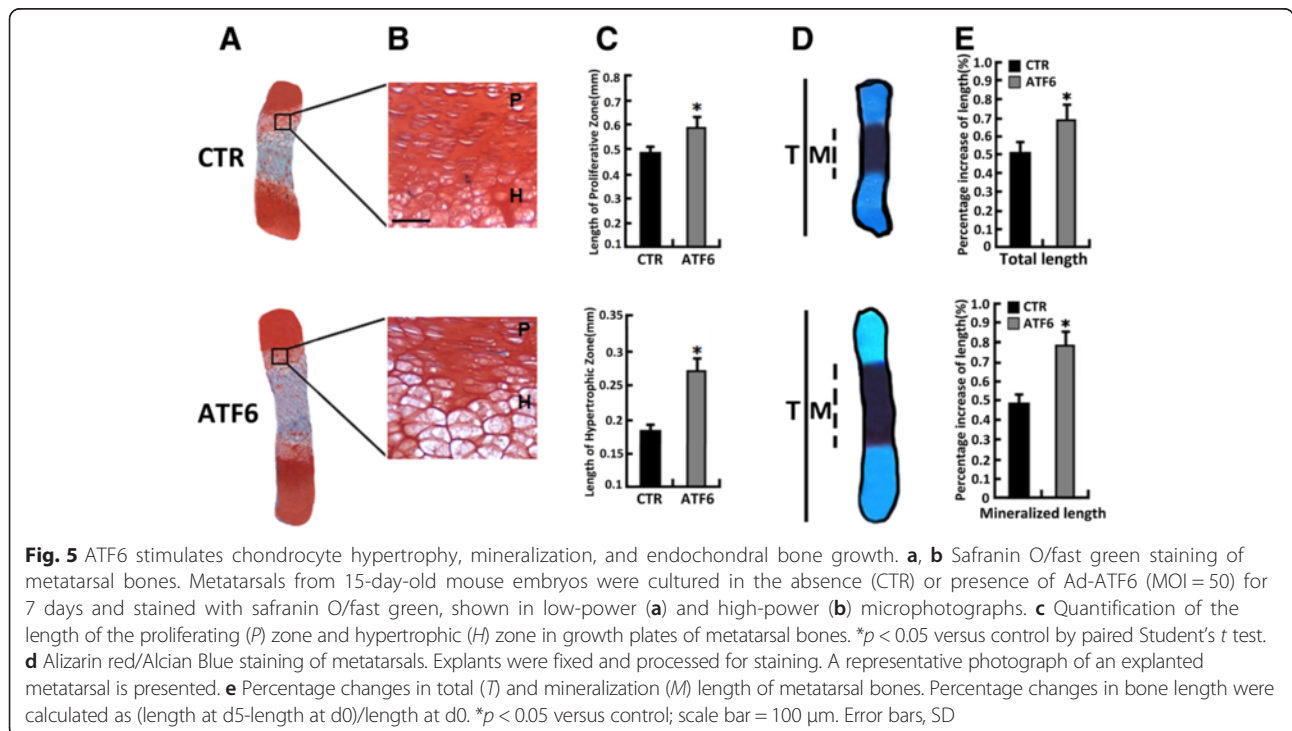 A B C D E
CTR
P
H
Length of Proliferative Zone(mm)
0.8
0.7
0.6
0.5
0.4
0.3
0.2
0.1
*
CTR ATF6
T M
Percentage increase of length(%)
1.0
0.9
0.8
0.7
0.6
0.5
0.4
0.3
0.2
0.1
0
CTR
ATF6
*
Total length
ATF6
P
H
Length of Hypertrophic Zone(mm)
0.35
0.3
0.25
0.2
0.15
0.1
*
CTR ATF6
T M
Percentage increase of length(%)
1.0
0.9
0.8
0.7
0.6
0.5
0.4
0.3
0.2
0.1
0
CTR
ATF6
*
Mineralized length
Fig. 5 ATF6 stimulates chondrocyte hypertrophy, mineralization, and endochondral bone growth. a, b Safranin O/fast green staining of
metatarsal bones. Metatarsals from 15-day-old mouse embryos were cultured in the absence (CTR) or presence of Ad-ATF6 (MOI = 50) for
7 days and stained with safranin O/fast green, shown in low-power (a) and high-power (b) microphotographs. c Quantification of the
length of the proliferating (P) zone and hypertrophic (H) zone in growth plates of metatarsal bones. *p < 0.05 versus control by paired Student's t test.
d Alizarin red/Alcian Blue staining of metatarsals. Explants were fixed and processed for staining. A representative photograph of an explanted
metatarsal is presented. e Percentage changes in total (T) and mineralization (M) length of metatarsal bones. Percentage changes in bone length were
calculated as (length at d5-length at d0)/length at d0. *p < 0.05 versus control; scale bar = 100 μm. Error bars, SD